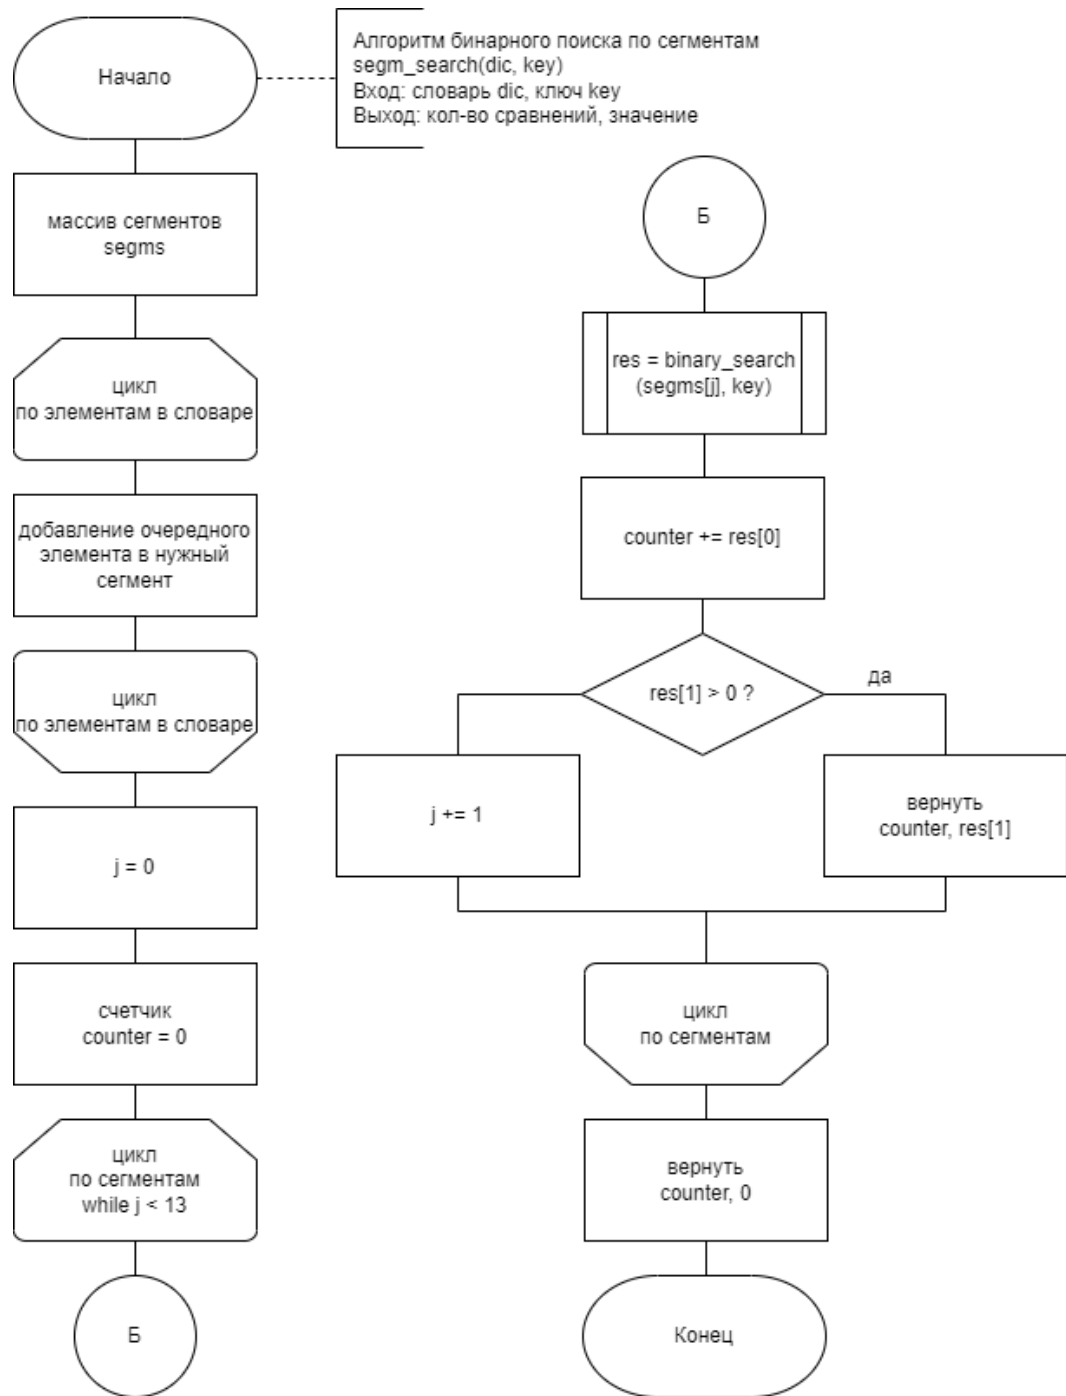 Начало
Алгоритм бинарного поиска по сегментам
segm_search(dic, key)
Вход: словарь dic, ключ key
Выход: кол-во сравнений, значение
массив сегментов
segms
цикл
по элементам в словаре
добавление очередного
элемента в нужный
сегмент
цикл
по элементам в словаре
j = 0
счетчик
counter = 0
цикл
по сегментам
while j < 13
Б
Б
res = binary_search
(segms[j], key)
counter += res[0]
res[1] > 0 ?
да
j += 1
вернуть
counter, res[1]
цикл
по сегментам
вернуть
counter, 0
Конец